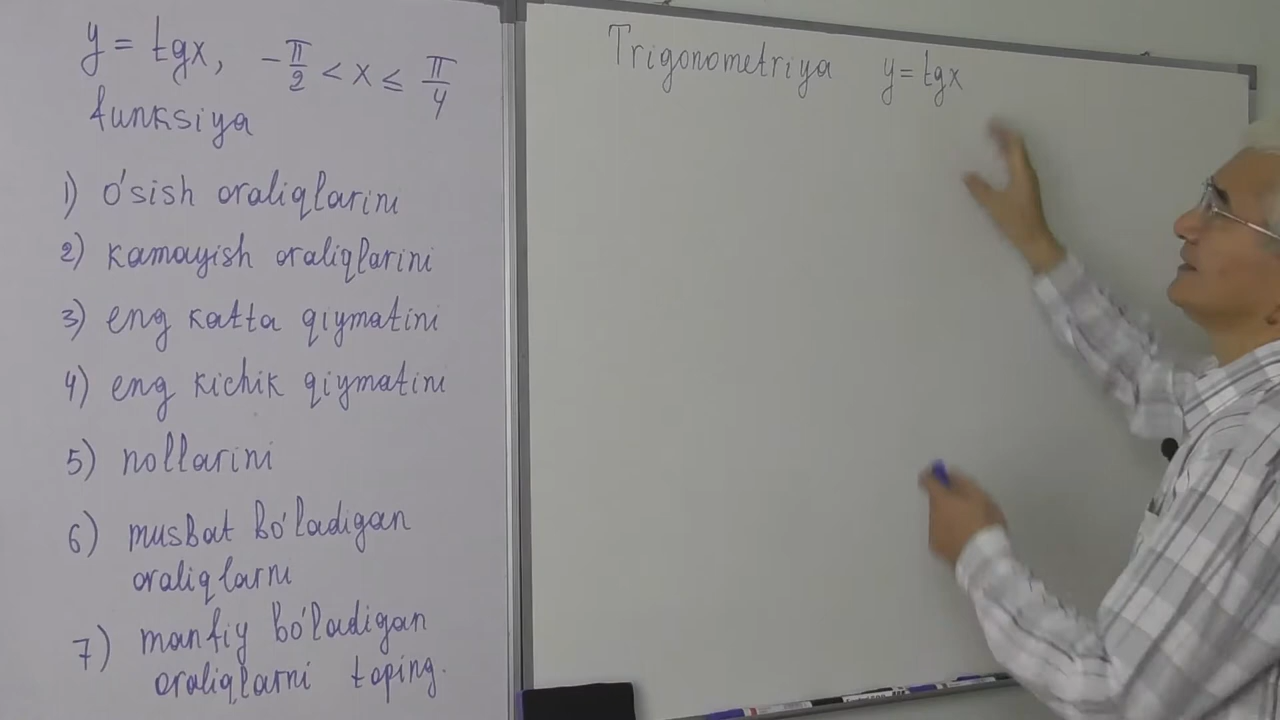 y = tgx, -π/2 < x ≤ π/4
funksiya
1) o'sish oraliqlarini
2) kamayish oraliqlarini
3) eng katta qiymatini
4) eng kichik qiymatini
5) nollarini
6) musbat bo'ladigan
oraliqlarni
7) manfiy bo'ladigan
oraliqlarni toping.
Trigonometriya y = tgx